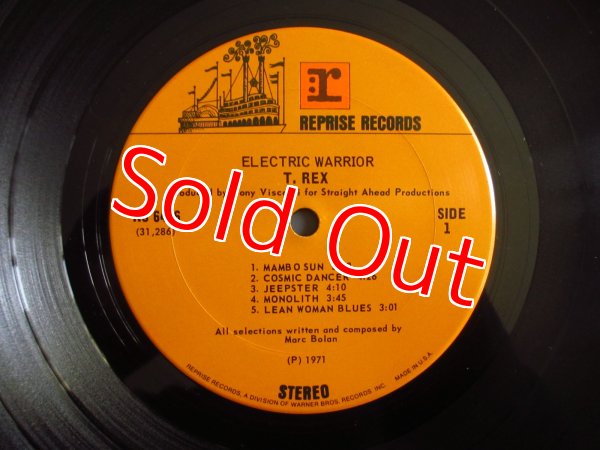 r
REPRISE RECORDS
ELECTRIC WARRIOR
T. REX
by Tony for Straight Ahead Productions
SIDE
1
(31,286)
Sold Out
1. MAMBO SUN
2. COSMIC DANCER
3. JEEPSTER 4:10
4. MONOLITH 3:45
5. LEAN WOMAN BLUES 3:01
All selections written and composed by
Marc Bolan
(P) 1971
STEREO
REPRISE RECORDS, A DIVISION OF WARNER BROS. RECORDS, INC.
MADE IN U.S.A.